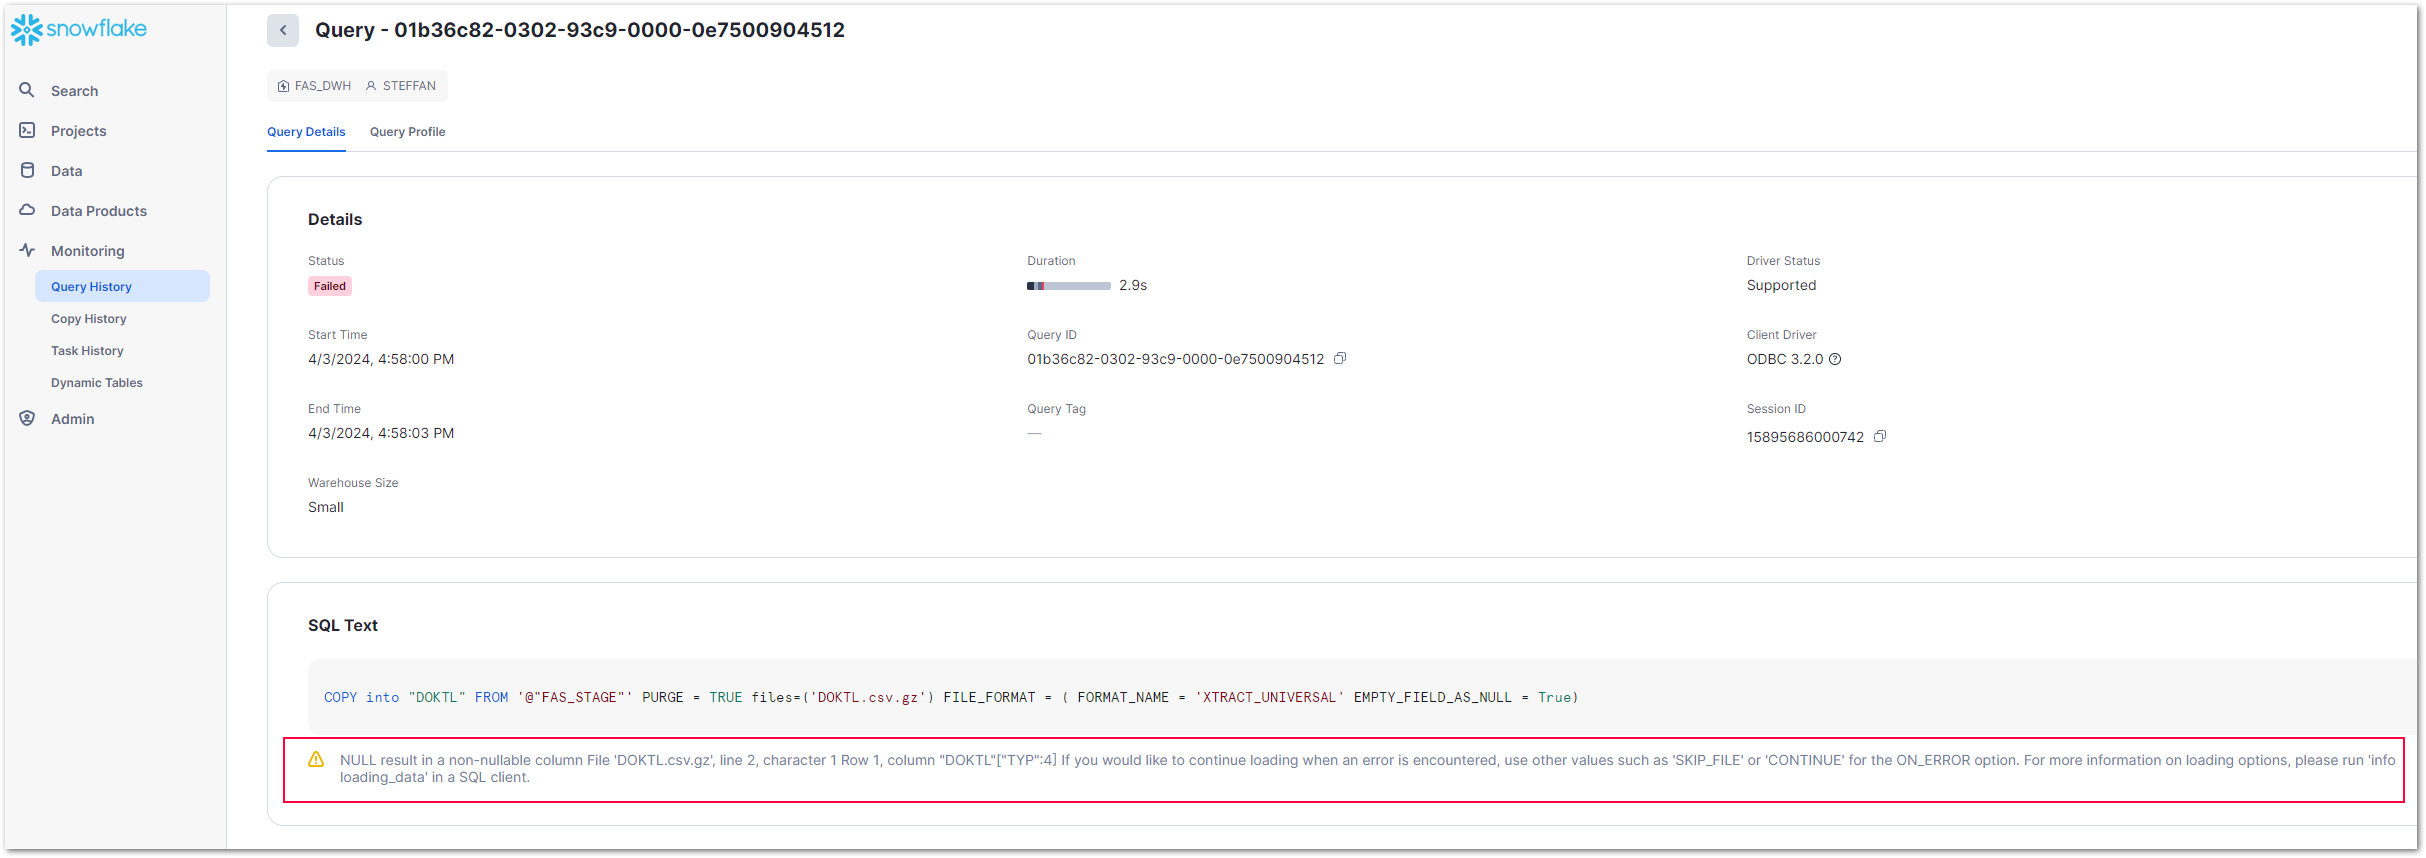 snowflake
Search
Projects
Data
Data Products
Monitoring
Query History
Copy History
Task History
Dynamic Tables
Admin
Query - 01b36c82-0302-93c9-0000-0e7500904512
FAS_DWH STEFFAN
Query Details Query Profile
Details
Status
Failed
Duration
2.9s
Driver Status
Supported
Start Time
4/3/2024, 4:58:00 PM
Query ID
01b36c82-0302-93c9-0000-0e7500904512
Client Driver
ODBC 3.2.0
End Time
4/3/2024, 4:58:03 PM
Query Tag
—
Session ID
15895686000742
Warehouse Size
Small
SQL Text
COPY into "DOKTL" FROM '@"FAS_STAGE"' PURGE = TRUE files=('DOKTL.csv.gz') FILE_FORMAT = ( FORMAT_NAME = 'XTRACT_UNIVERSAL' EMPTY_FIELD_AS_NULL = True)
NULL result in a non-nullable column File 'DOKTL.csv.gz', line 2, character 1 Row 1, column "DOKTL"["TYP":4] If you would like to continue loading when an error is encountered, use other values such as 'SKIP_FILE' or 'CONTINUE' for the ON_ERROR option. For more information on loading options, please run 'info
loading_data' in a SQL client.